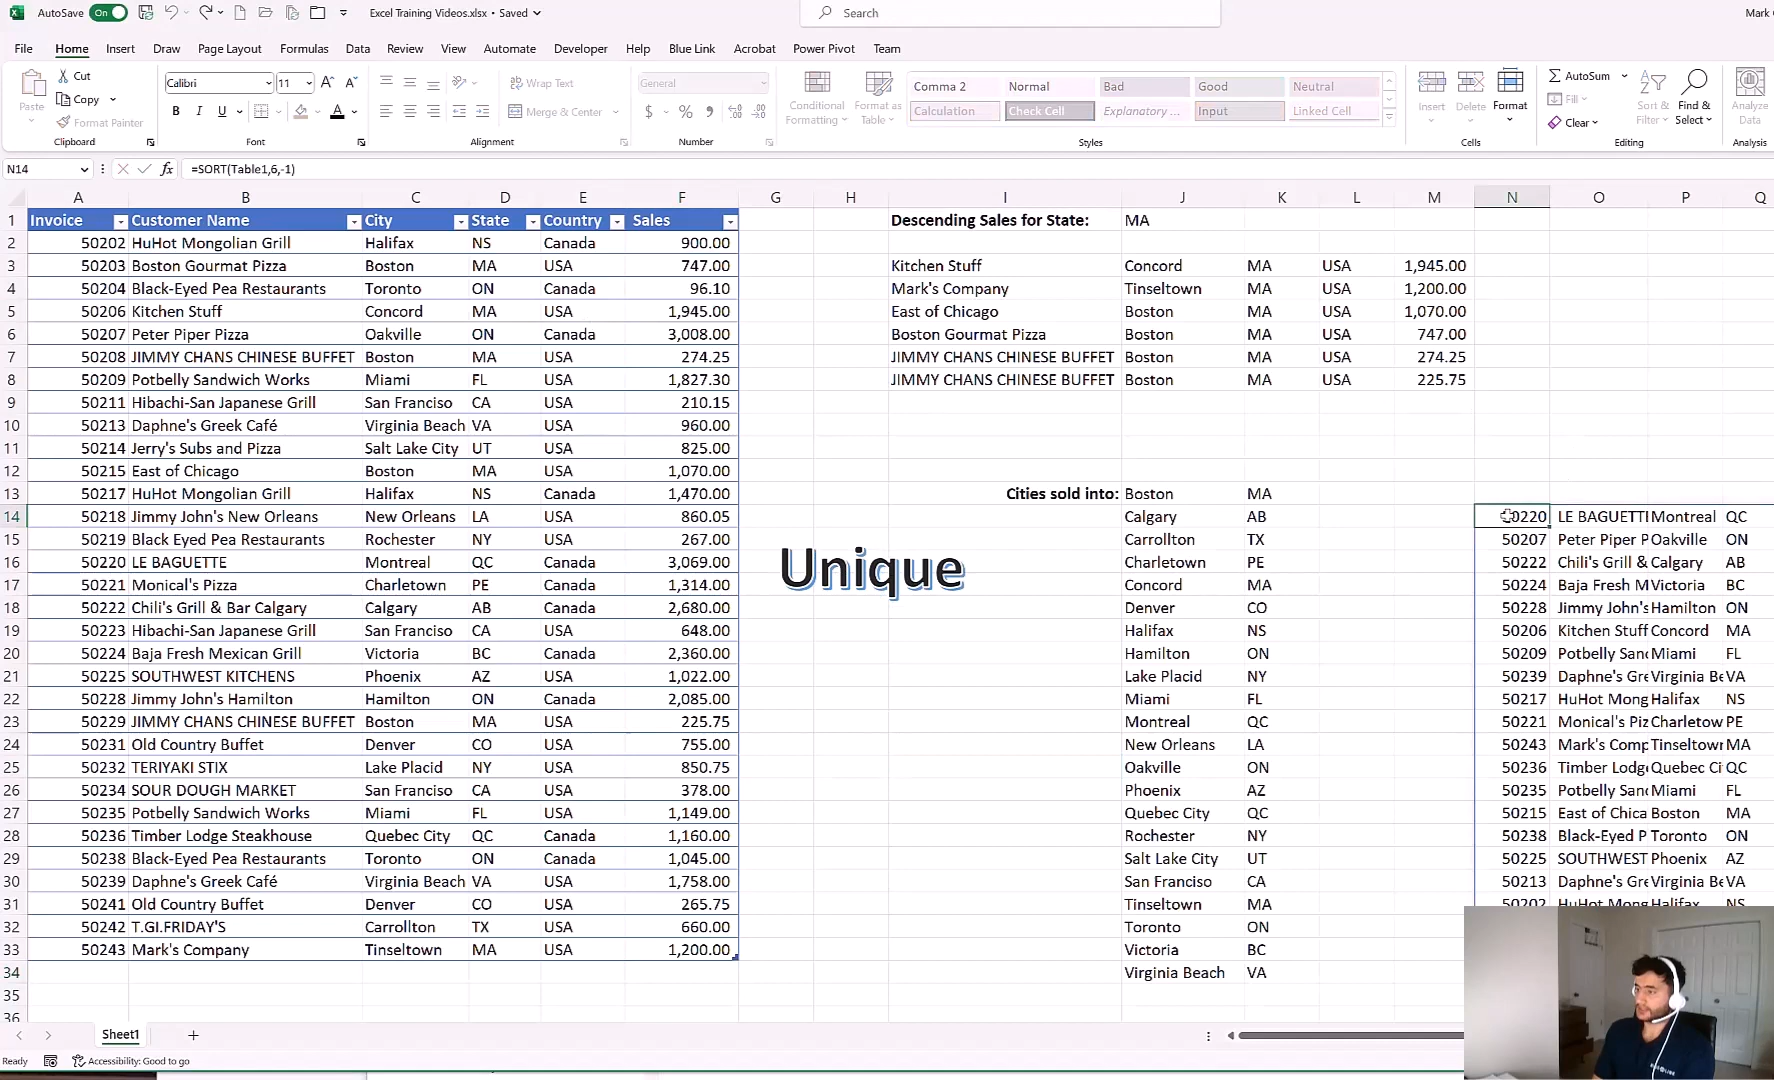 AutoSave On Excel Training Videos.xlsx • Saved Search Mark
File Home Insert Draw Page Layout Formulas Data Review View Automate Developer Help Blue Link Acrobat Power Pivot Team
Paste Cut Copy Format Painter Clipboard
Calibri 11 B I U Font
Wrap Text Merge & Center Alignment
General $ % Number
Conditional Formatting Format as Table
Comma 2 Normal Bad Good Neutral
Calculation Check Cell Explanatory ... Input Linked Cell
Styles
Insert Delete Format Cells
AutoSum Fill Clear Sort & Filter Find & Select Editing
Analyze Data Analysis
N14 fx =SORT(Table1,6,-1)
A B C D E F G H I J K L M N O P Q
1 Invoice Customer Name City State Country Sales Descending Sales for State: MA
2 50202 HuHot Mongolian Grill Halifax NS Canada 900.00
3 50203 Boston Gourmat Pizza Boston MA USA 747.00 Kitchen Stuff Concord MA USA 1,945.00
4 50204 Black-Eyed Pea Restaurants Toronto ON Canada 96.10 Mark's Company Tinseltown MA USA 1,200.00
5 50206 Kitchen Stuff Concord MA USA 1,945.00 East of Chicago Boston MA USA 1,070.00
6 50207 Peter Piper Pizza Oakville ON Canada 3,008.00 Boston Gourmat Pizza Boston MA USA 747.00
7 50208 JIMMY CHANS CHINESE BUFFET Boston MA USA 274.25 JIMMY CHANS CHINESE BUFFET Boston MA USA 274.25
8 50209 Potbelly Sandwich Works Miami FL USA 1,827.30 JIMMY CHANS CHINESE BUFFET Boston MA USA 225.75
9 50211 Hibachi-San Japanese Grill San Franciso CA USA 210.15
10 50213 Daphne's Greek Café Virginia Beach VA USA 960.00
11 50214 Jerry's Subs and Pizza Salt Lake City UT USA 825.00
12 50215 East of Chicago Boston MA USA 1,070.00
13 50217 HuHot Mongolian Grill Halifax NS Canada 1,470.00 Cities sold into: Boston MA
14 50218 Jimmy John's New Orleans New Orleans LA USA 860.05 Calgary AB 0220 LE BAGUETTI Montreal QC
15 50219 Black Eyed Pea Restaurants Rochester NY USA 267.00 Carrollton TX 50207 Peter Piper P Oakville ON
16 50220 LE BAGUETTE Montreal QC Canada 3,069.00 Charletown PE 50222 Chili's Grill & Calgary AB
Unique
17 50221 Monical's Pizza Charletown PE Canada 1,314.00 Concord MA 50224 Baja Fresh M Victoria BC
18 50222 Chili's Grill & Bar Calgary Calgary AB Canada 2,680.00 Denver CO 50228 Jimmy John's Hamilton ON
19 50223 Hibachi-San Japanese Grill San Franciso CA USA 648.00 Halifax NS 50206 Kitchen Stuff Concord MA
20 50224 Baja Fresh Mexican Grill Victoria BC Canada 2,360.00 Hamilton ON 50209 Potbelly San Miami FL
21 50225 SOUTHWEST KITCHENS Phoenix AZ USA 1,022.00 Lake Placid NY 50239 Daphne's Gre Virginia Be VA
22 50228 Jimmy John's Hamilton Hamilton ON Canada 2,085.00 Miami FL 50217 HuHot Mong Halifax NS
23 50229 JIMMY CHANS CHINESE BUFFET Boston MA USA 225.75 Montreal QC 50221 Monical's Piz Charletow PE
24 50231 Old Country Buffet Denver CO USA 755.00 New Orleans LA 50243 Mark's Comp Tinseltown MA
25 50232 TERIYAKI STIX Lake Placid NY USA 850.75 Oakville ON 50236 Timber Lodge Quebec Ci QC
26 50234 SOUR DOUGH MARKET San Franciso CA USA 378.00 Phoenix AZ 50235 Potbelly San Miami FL
27 50235 Potbelly Sandwich Works Miami FL USA 1,149.00 Quebec City QC 50215 East of Chica Boston MA
28 50236 Timber Lodge Steakhouse Quebec City QC Canada 1,160.00 Rochester NY 50238 Black-Eyed P Toronto ON
29 50238 Black-Eyed Pea Restaurants Toronto ON Canada 1,045.00 Salt Lake City UT 50225 SOUTHWEST Phoenix AZ
30 50239 Daphne's Greek Café Virginia Beach VA USA 1,758.00 San Franciso CA 50213 Daphne's Gre Virginia Be VA
31 50241 Old Country Buffet Denver CO USA 265.75 Tinseltown MA 50202 HuHot Mong Halifax NS
32 50242 T.GI.FRIDAY'S Carrollton TX USA 660.00 Toronto ON
33 50243 Mark's Company Tinseltown MA USA 1,200.00 Victoria BC
34 Virginia Beach VA
35
36
Sheet1
Ready Accessibility: Good to go